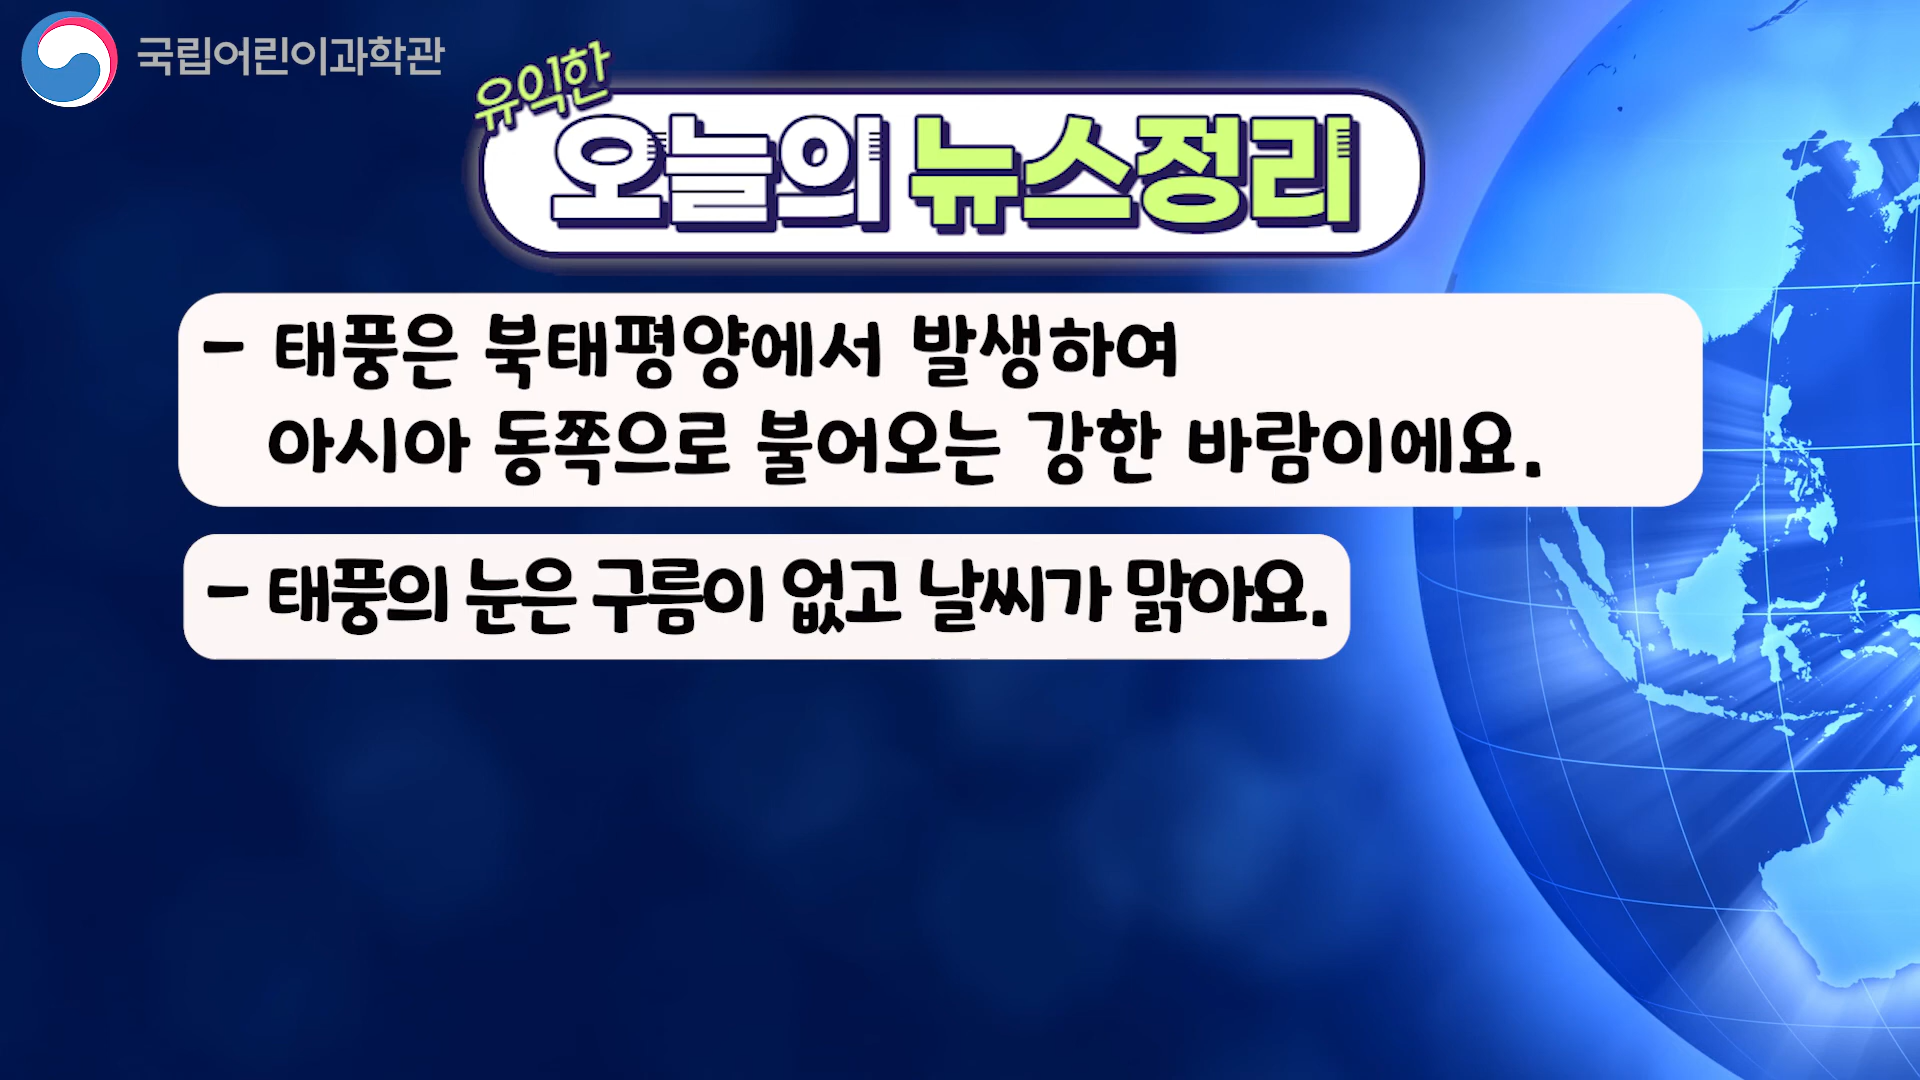 국립어린이과학관
유익한
오늘의 뉴스정리
- 태풍은 북태평양에서 발생하여
아시아 동쪽으로 불어오는 강한 바람이에요.
- 태풍의 눈은 구름이 없고 날씨가 맑아요.